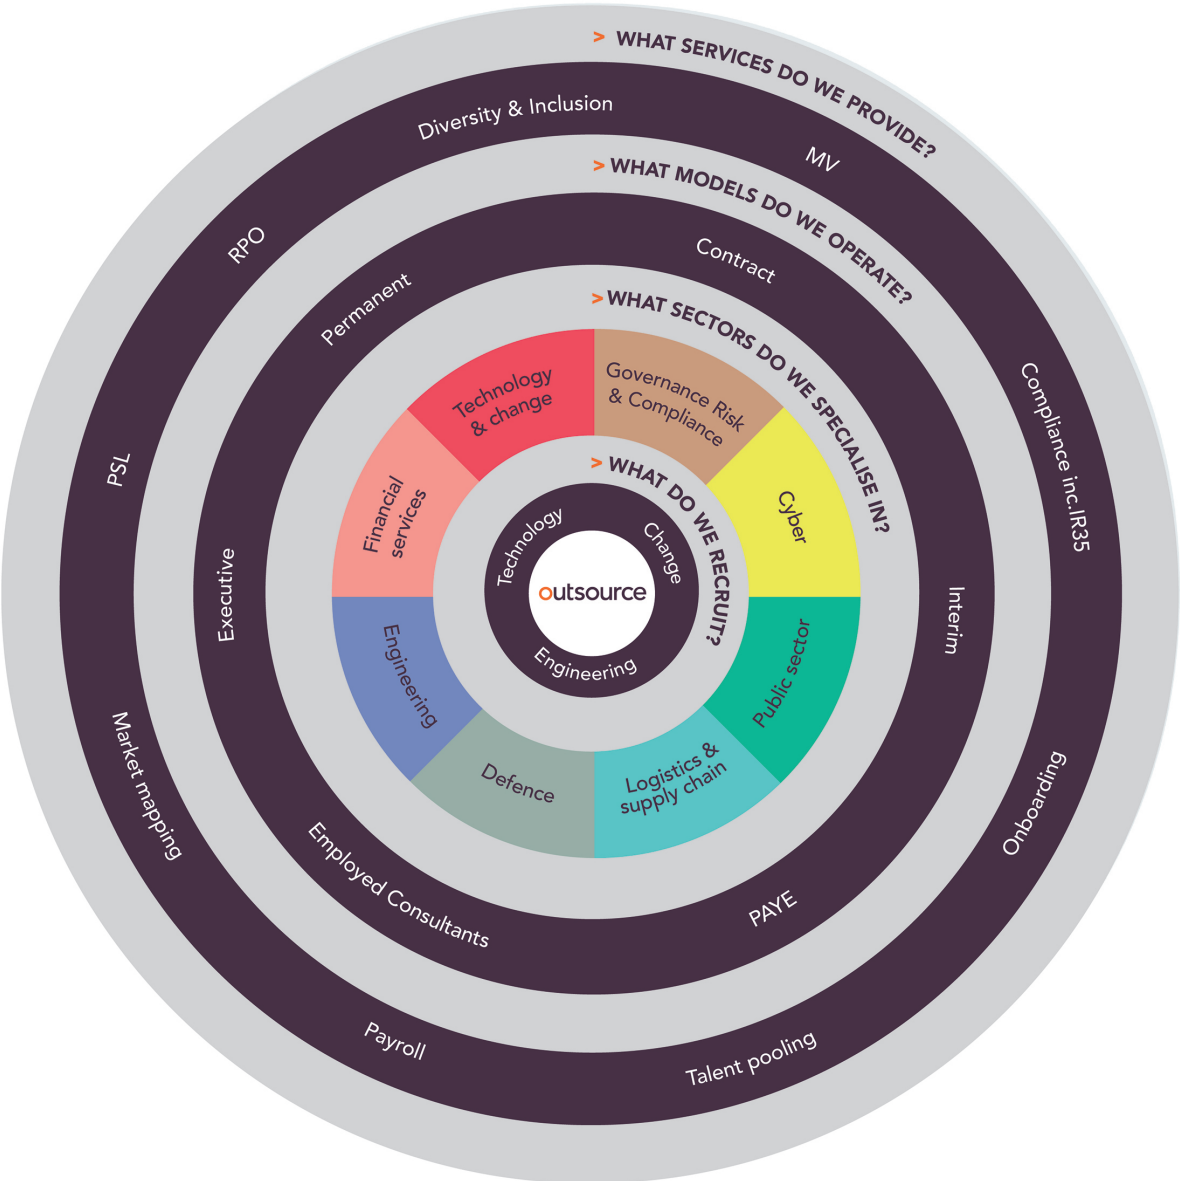 > WHAT SERVICES DO WE PROVIDE?
MV
Compliance inc.IR35
Onboarding
Talent pooling
Payroll
Market mapping
PSL
RPO
Diversity & Inclusion
> WHAT MODELS DO WE OPERATE?
Contract
Interim
PAYE
Employed Consultants
Executive
Permanent
> WHAT SECTORS DO WE SPECIALISE IN?
Governance Risk
& Compliance
Cyber
Public sector
Logistics &
supply chain
Defence
Engineering
Financial
services
Technology
& change
> WHAT DO WE RECRUIT?
Change
Engineering
Technology
outsource